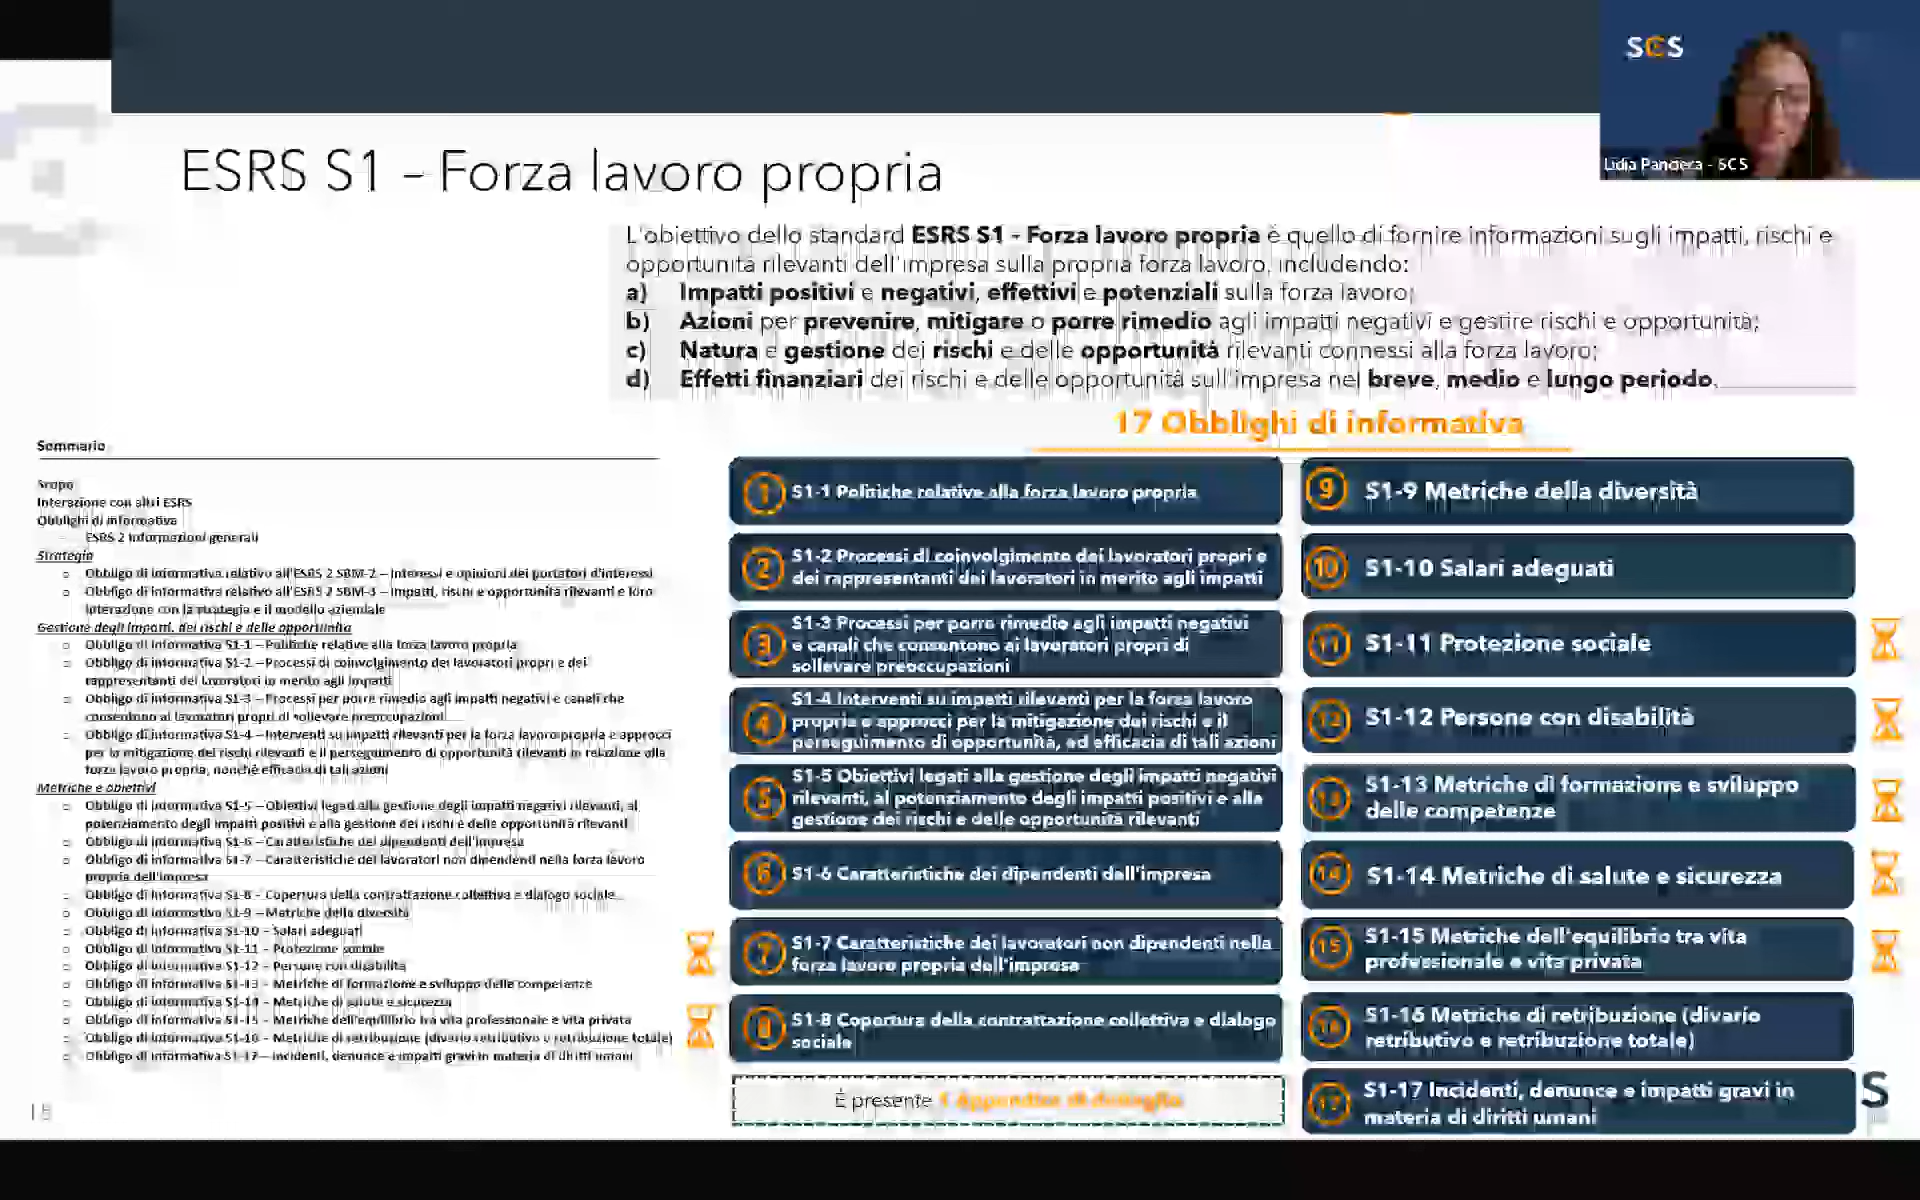 SCS
Lidia Pandera - SCS
ESRS S1 – Forza lavoro propria
L'obiettivo dello standard ESRS S1 - Forza lavoro propria è quello di fornire informazioni sugli impatti, rischi e
opportunità rilevanti dell'impresa sulla propria forza lavoro, includendo:
a) Impatti positivi e negativi, effettivi e potenziali sulla forza lavoro;
b) Azioni per prevenire, mitigare o porre rimedio agli impatti negativi e gestire rischi e opportunità;
c) Natura e gestione dei rischi e delle opportunità rilevanti connessi alla forza lavoro;
d) Effetti finanziari dei rischi e delle opportunità sull'impresa nel breve, medio e lungo periodo.
17 Obblighi di informativa
Sommario
Scopo
Interazione con altri ESRS
Obblighi di informativa
ESRS 2 Informazioni generali
Strategia
o Obbligo di informativa relativo all'ESRS 2 SBM-2 – Interessi e opinioni dei portatori d'interessi
o Obbligo di informativa relativo all'ESRS 2 SBM-3 – Impatti, rischi e opportunità rilevanti e loro
interazione con la strategia e il modello aziendale
Gestione degli impatti, dei rischi e delle opportunità
o Obbligo di informativa S1-1 – Politiche relative alla forza lavoro propria
o Obbligo di informativa S1-2 – Processi di coinvolgimento dei lavoratori propri e dei
rappresentanti dei lavoratori in merito agli impatti
o Obbligo di informativa S1-3 – Processi per porre rimedio agli impatti negativi e canali che
consentono ai lavoratori propri di sollevare preoccupazioni
o Obbligo di informativa S1-4 – Interventi su impatti rilevanti per la forza lavoro propria e approcci
per la mitigazione dei rischi rilevanti e il perseguimento di opportunità rilevanti in relazione alla
forza lavoro propria, nonché efficacia di tali azioni
Metriche e obiettivi
o Obbligo di informativa S1-5 – Obiettivi legati alla gestione degli impatti negativi rilevanti, al
potenziamento degli impatti positivi e alla gestione dei rischi e delle opportunità rilevanti
o Obbligo di informativa S1-6 – Caratteristiche dei dipendenti dell'impresa
o Obbligo di informativa S1-7 – Caratteristiche dei lavoratori non dipendenti nella forza lavoro
propria dell'impresa
o Obbligo di informativa S1-8 – Copertura della contrattazione collettiva e dialogo sociale
o Obbligo di informativa S1-9 – Metriche della diversità
o Obbligo di informativa S1-10 – Salari adeguati
o Obbligo di informativa S1-11 – Protezione sociale
o Obbligo di informativa S1-12 – Persone con disabilità
o Obbligo di informativa S1-13 – Metriche di formazione e sviluppo delle competenze
o Obbligo di informativa S1-14 – Metriche di salute e sicurezza
o Obbligo di informativa S1-15 – Metriche dell'equilibrio tra vita professionale e vita privata
o Obbligo di informativa S1-16 – Metriche di retribuzione (divario retributivo e retribuzione totale)
o Obbligo di informativa S1-17 – Incidenti, denunce e impatti gravi in materia di diritti umani
1 S1-1 Politiche relative alla forza lavoro propria
2 S1-2 Processi di coinvolgimento dei lavoratori propri e
dei rappresentanti dei lavoratori in merito agli impatti
3 S1-3 Processi per porre rimedio agli impatti negativi
e canali che consentono ai lavoratori propri di
sollevare preoccupazioni
4 S1-4 Interventi su impatti rilevanti per la forza lavoro
propria e approcci per la mitigazione dei rischi e il
perseguimento di opportunità, ed efficacia di tali azioni
5 S1-5 Obiettivi legati alla gestione degli impatti negativi
rilevanti, al potenziamento degli impatti positivi e alla
gestione dei rischi e delle opportunità rilevanti
6 S1-6 Caratteristiche dei dipendenti dell'impresa
7 S1-7 Caratteristiche dei lavoratori non dipendenti nella
forza lavoro propria dell'impresa
8 S1-8 Copertura della contrattazione collettiva e dialogo
sociale
È presente 1 Appendice di dettaglio
9 S1-9 Metriche della diversità
10 S1-10 Salari adeguati
11 S1-11 Protezione sociale
12 S1-12 Persone con disabilità
13 S1-13 Metriche di formazione e sviluppo
delle competenze
14 S1-14 Metriche di salute e sicurezza
15 S1-15 Metriche dell'equilibrio tra vita
professionale e vita privata
16 S1-16 Metriche di retribuzione (divario
retributivo e retribuzione totale)
17 S1-17 Incidenti, denunce e impatti gravi in
materia di diritti umani
S